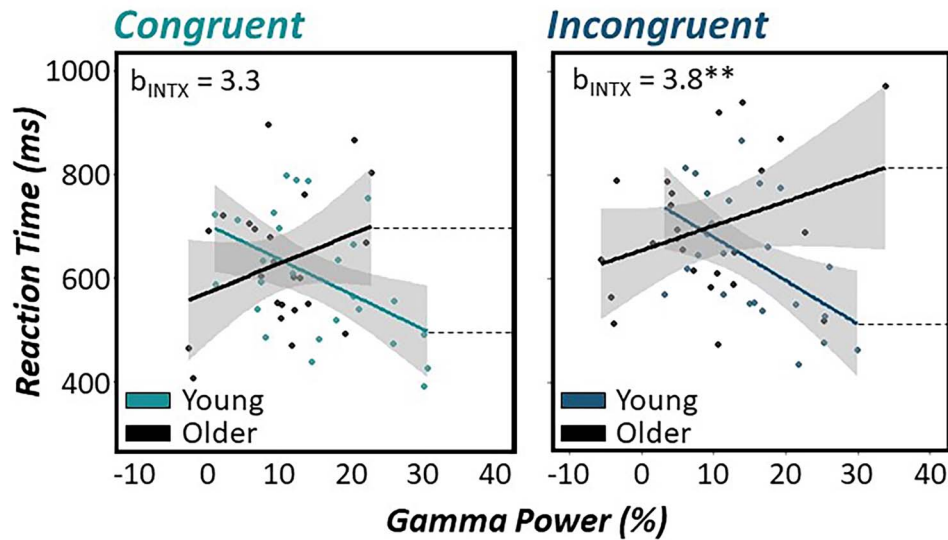 Congruent
Incongruent
Reaction Time (ms)
1000
800
600
400
b_INTX = 3.3
Young
Older
-10 0 10 20 30 40
b_INTX = 3.8**
Young
Older
-10 0 10 20 30 40
Gamma Power (%)